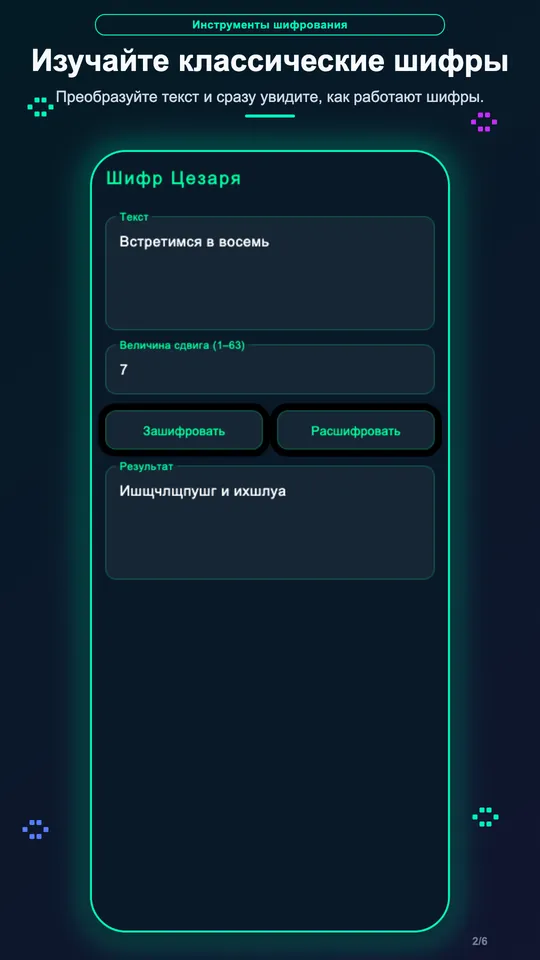 Инструменты шифрования
Изучайте классические шифры
Преобразуйте текст и сразу увидите, как работают шифры.
Шифр Цезаря
Текст
Встретимся в восемь
Величина сдвига (1–63)
7
Зашифровать
Расшифровать
Результат
Ишщчлщпушг и ихшлуа
2/6